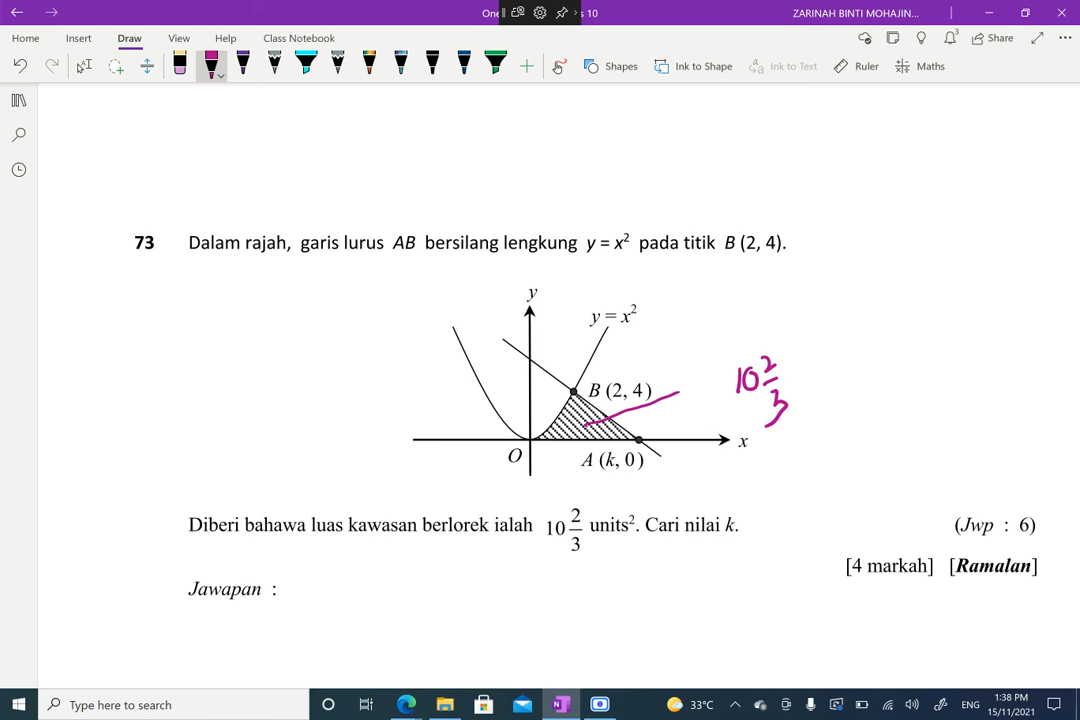 One
s 10
ZARINAH BINTI MOHAJIN...
Home Insert Draw View Help Class Notebook
3 Share
Shapes Ink to Shape Ink to Text Ruler Maths
73 Dalam rajah, garis lurus AB bersilang lengkung y = x² pada titik B (2, 4).
y
y = x²
B (2, 4)
10 2/3
x
O
A (k, 0)
Diberi bahawa luas kawasan berlorek ialah 10 2/3 units². Cari nilai k. (Jwp : 6)
[4 markah] [Ramalan]
Jawapan :
Type here to search
33°C
ENG
1:38 PM
15/11/2021